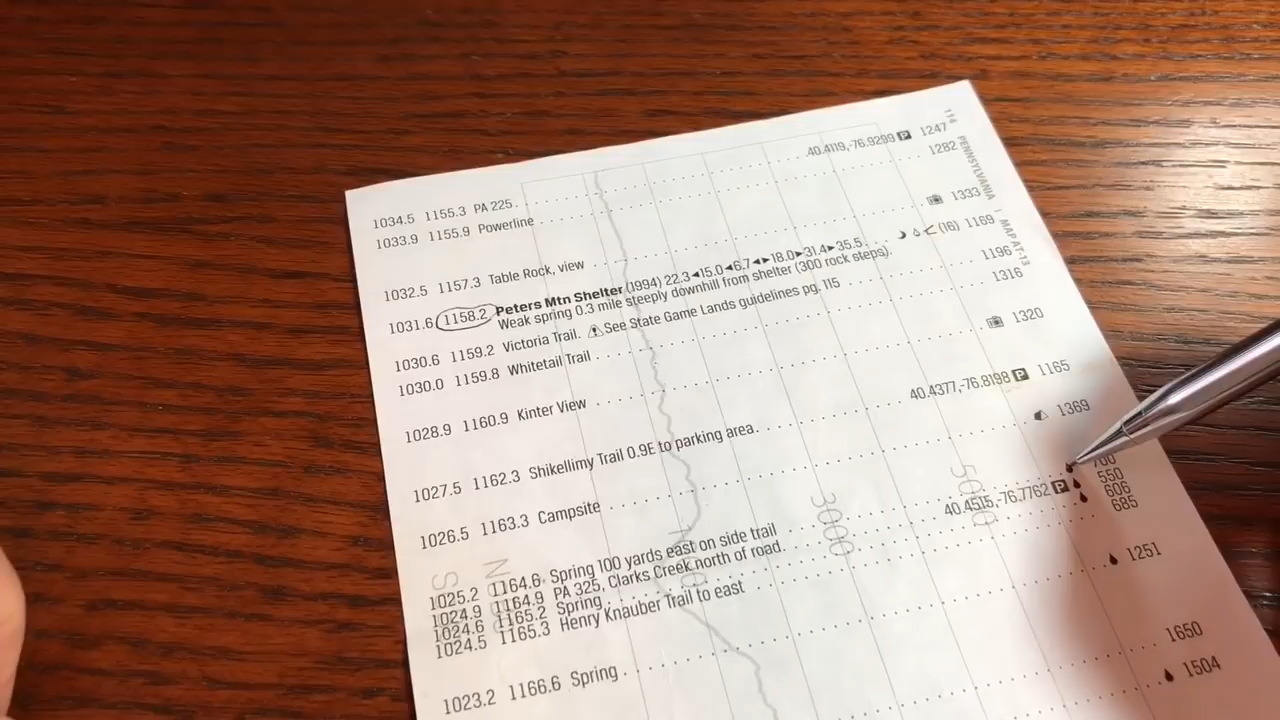 114 PENNSYLVANIA | MAP AT-13
1034.5 1155.3 PA 225 40.4119,-76.9299 P 1247
1033.9 1155.9 Powerline 1282
1032.5 1157.3 Table Rock, view 1333
1031.6 1158.2 Peters Mtn Shelter (1994) 22.3◄15.0◄6.7◄►18.0►31.4►35.5 (16) 1169
Weak spring 0.3 mile steeply downhill from shelter (300 rock steps).
1030.6 1159.2 Victoria Trail. See State Game Lands guidelines pg. 115 1196
1030.0 1159.8 Whitetail Trail 1316
1028.9 1160.9 Kinter View 1320
1027.5 1162.3 Shikellimy Trail 0.9E to parking area 40.4377,-76.8198 P 1165
1026.5 1163.3 Campsite 1369
1025.2 1164.6 Spring 100 yards east on side trail 700
1024.9 1164.9 PA 325, Clarks Creek north of road 40.4515,-76.7762 P 550
1024.6 1165.2 Spring 606
1024.5 1165.3 Henry Knauber Trail to east 685
1023.2 1166.6 Spring 1251
1650
1504
3000
5000